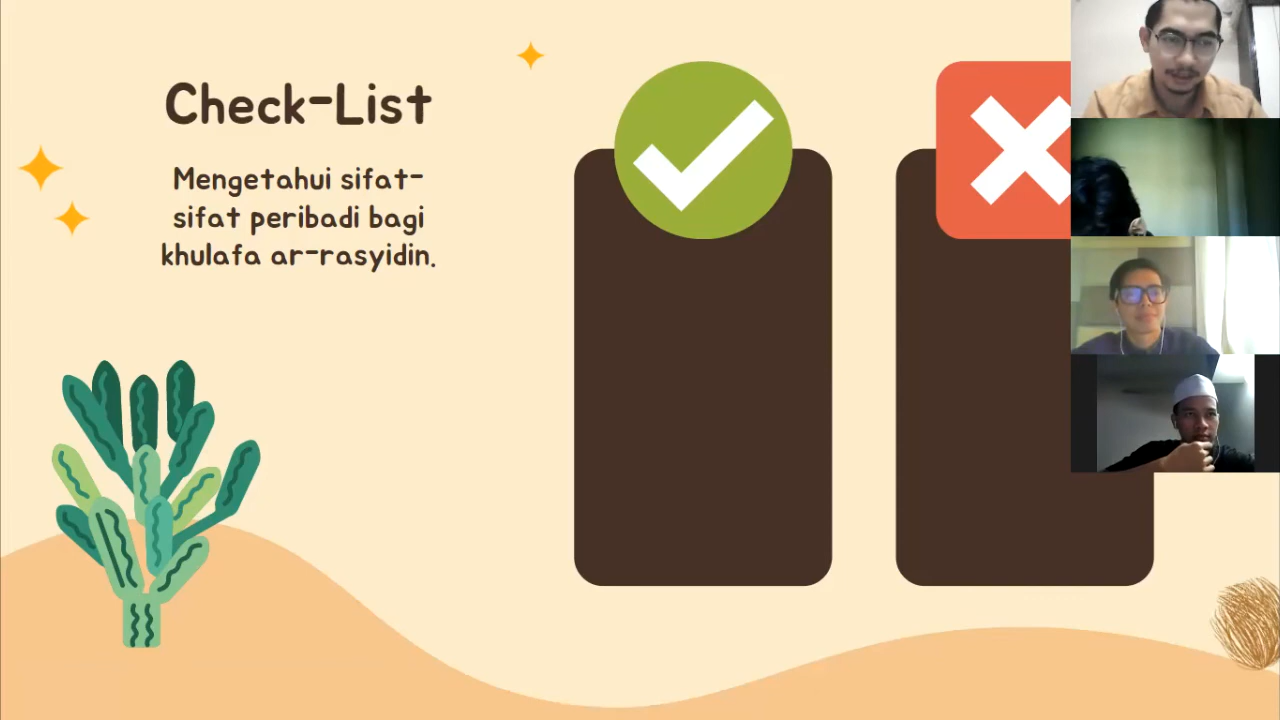 Check-List
Mengetahui sifat-
sifat peribadi bagi
khulafa ar-rasyidin.